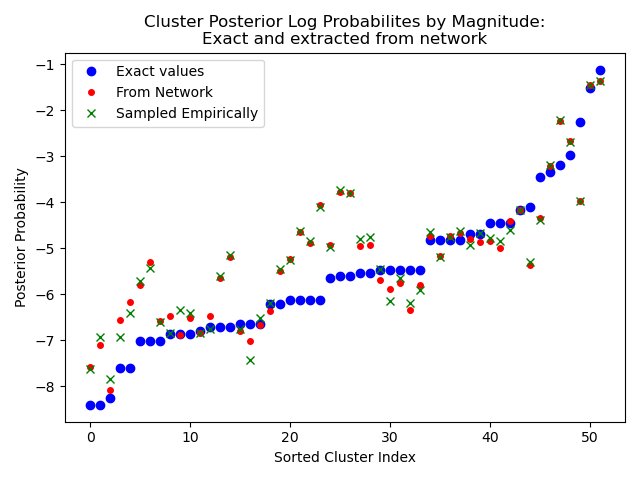 Cluster Posterior Log Probabilites by Magnitude:
Exact and extracted from network
Exact values
From Network
Sampled Empirically
Posterior Probability
−1
−2
−3
−4
−5
−6
−7
−8
0 10 20 30 40 50
Sorted Cluster Index